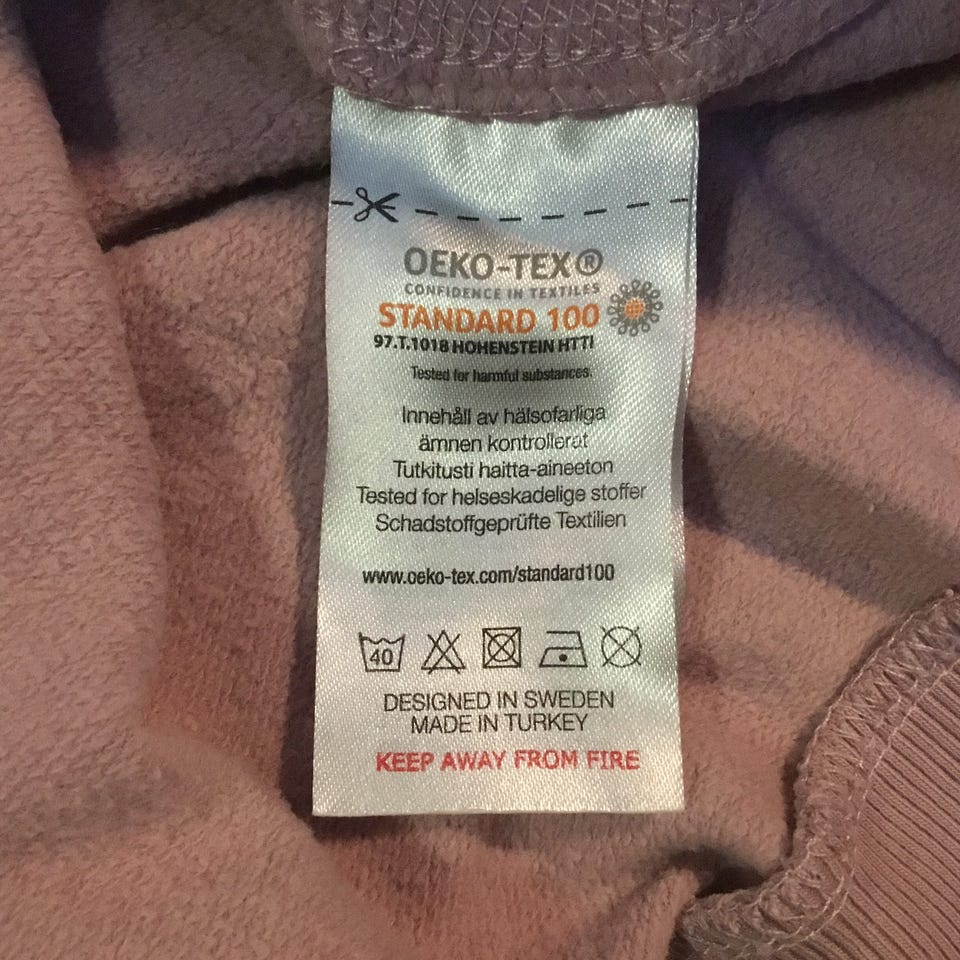 OEKO-TEX®
CONFIDENCE IN TEXTILES
STANDARD 100
97.T.1018 HOHENSTEIN HTTI
Tested for harmful substances.
Innehåll av hälsofarliga
ämnen kontrollerat
Tutkitusti haitta-aineeton
Tested for helseskadelige stoffer
Schadstoffgeprüfte Textilien
www.oeko-tex.com/standard100
40
DESIGNED IN SWEDEN
MADE IN TURKEY
KEEP AWAY FROM FIRE